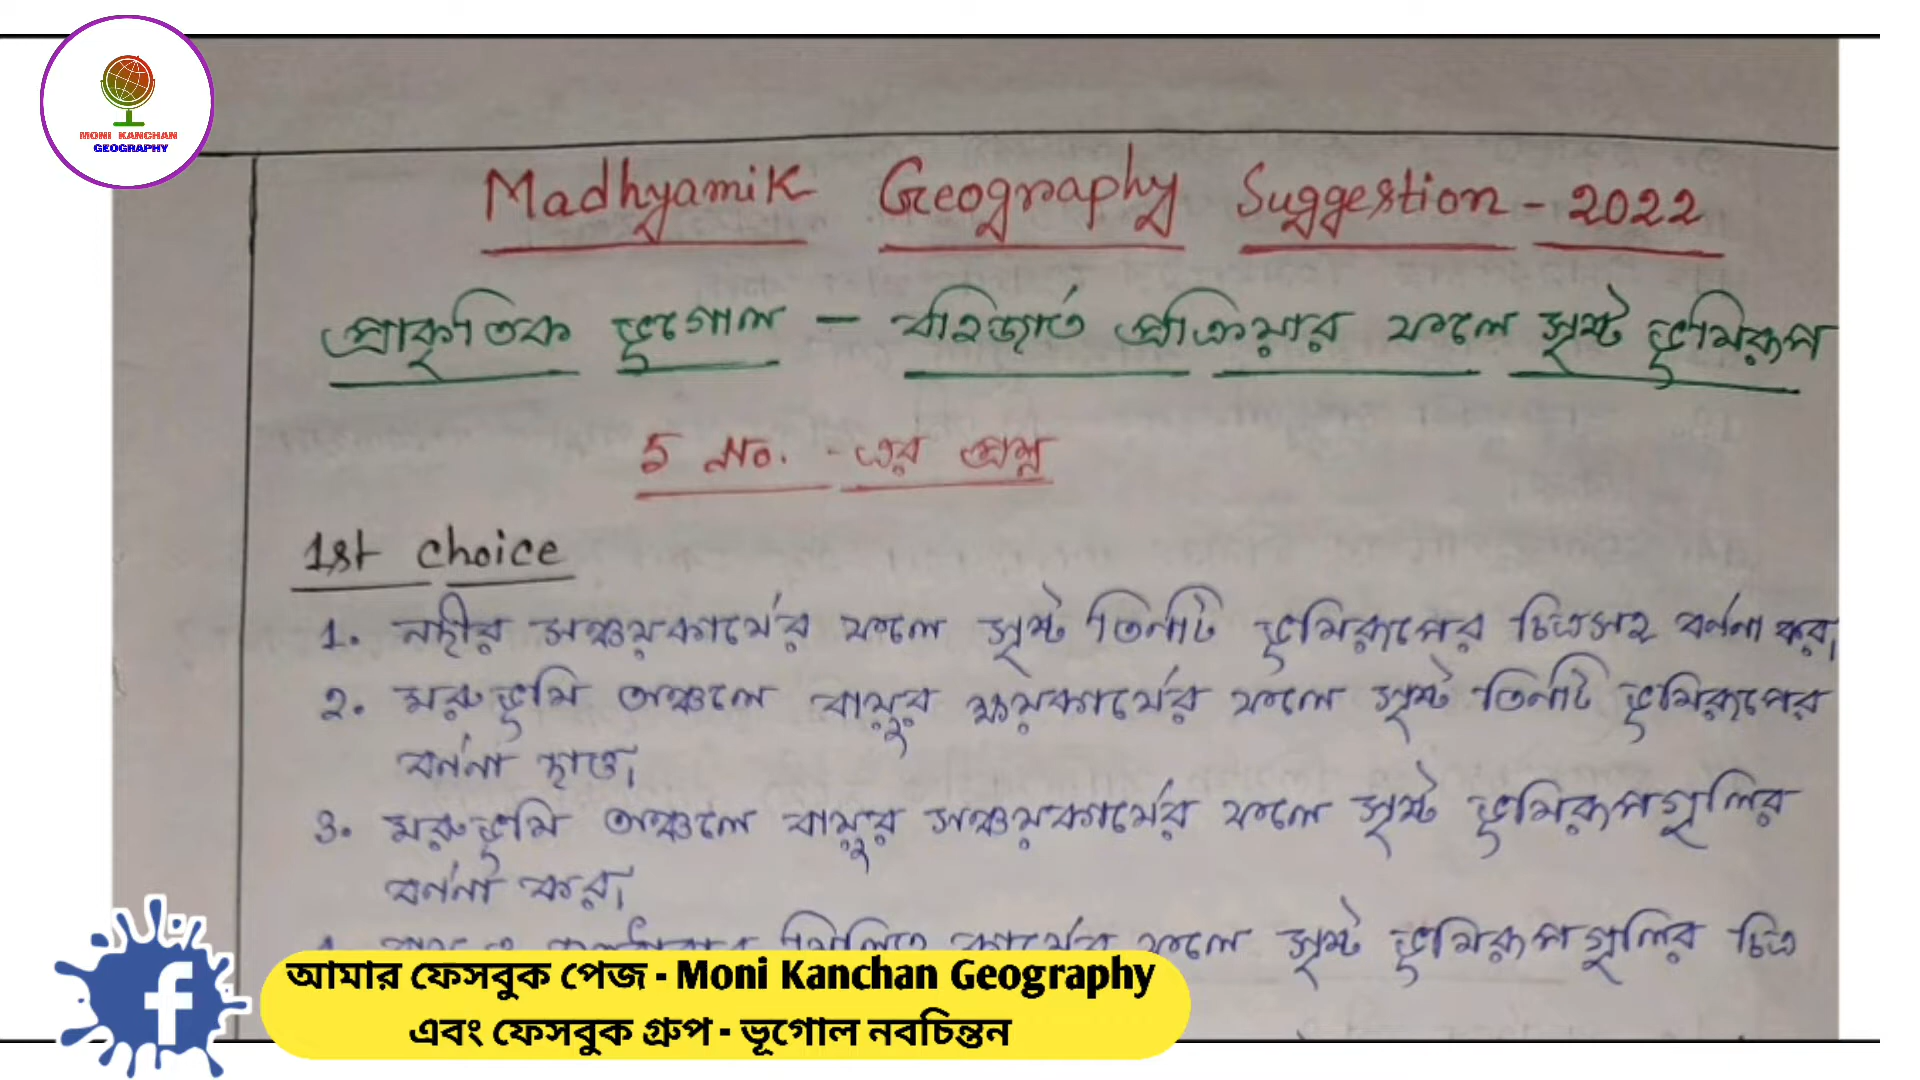 MONI KANCHAN
GEOGRAPHY
Madhyamik Geography Suggestion - 2022
প্রাকৃতিক ভূগোল - বহির্জাত প্রক্রিয়ার ফলে সৃষ্ট ভূমিরূপ
5 No. -এর প্রশ্ন
1st choice
1. নদীর সঞ্চয়কার্যের ফলে সৃষ্ট তিনটি ভূমিরূপের চিত্রসহ বর্ণনা কর।
২. মরুভূমি অঞ্চলে বায়ুর ক্ষয়কার্যের ফলে সৃষ্ট তিনটি ভূমিরূপের
বর্ণনা দাও।
৩. মরুভূমি অঞ্চলে বায়ুর সঞ্চয়কার্যের ফলে সৃষ্ট ভূমিরূপগুলির
বর্ণনা কর।
মিলিত কার্যের ফলে সৃষ্ট ভূমিরূপগুলির চিত্র
f
আমার ফেসবুক পেজ - Moni Kanchan Geography
এবং ফেসবুক গ্রুপ - ভূগোল নবচিন্তন